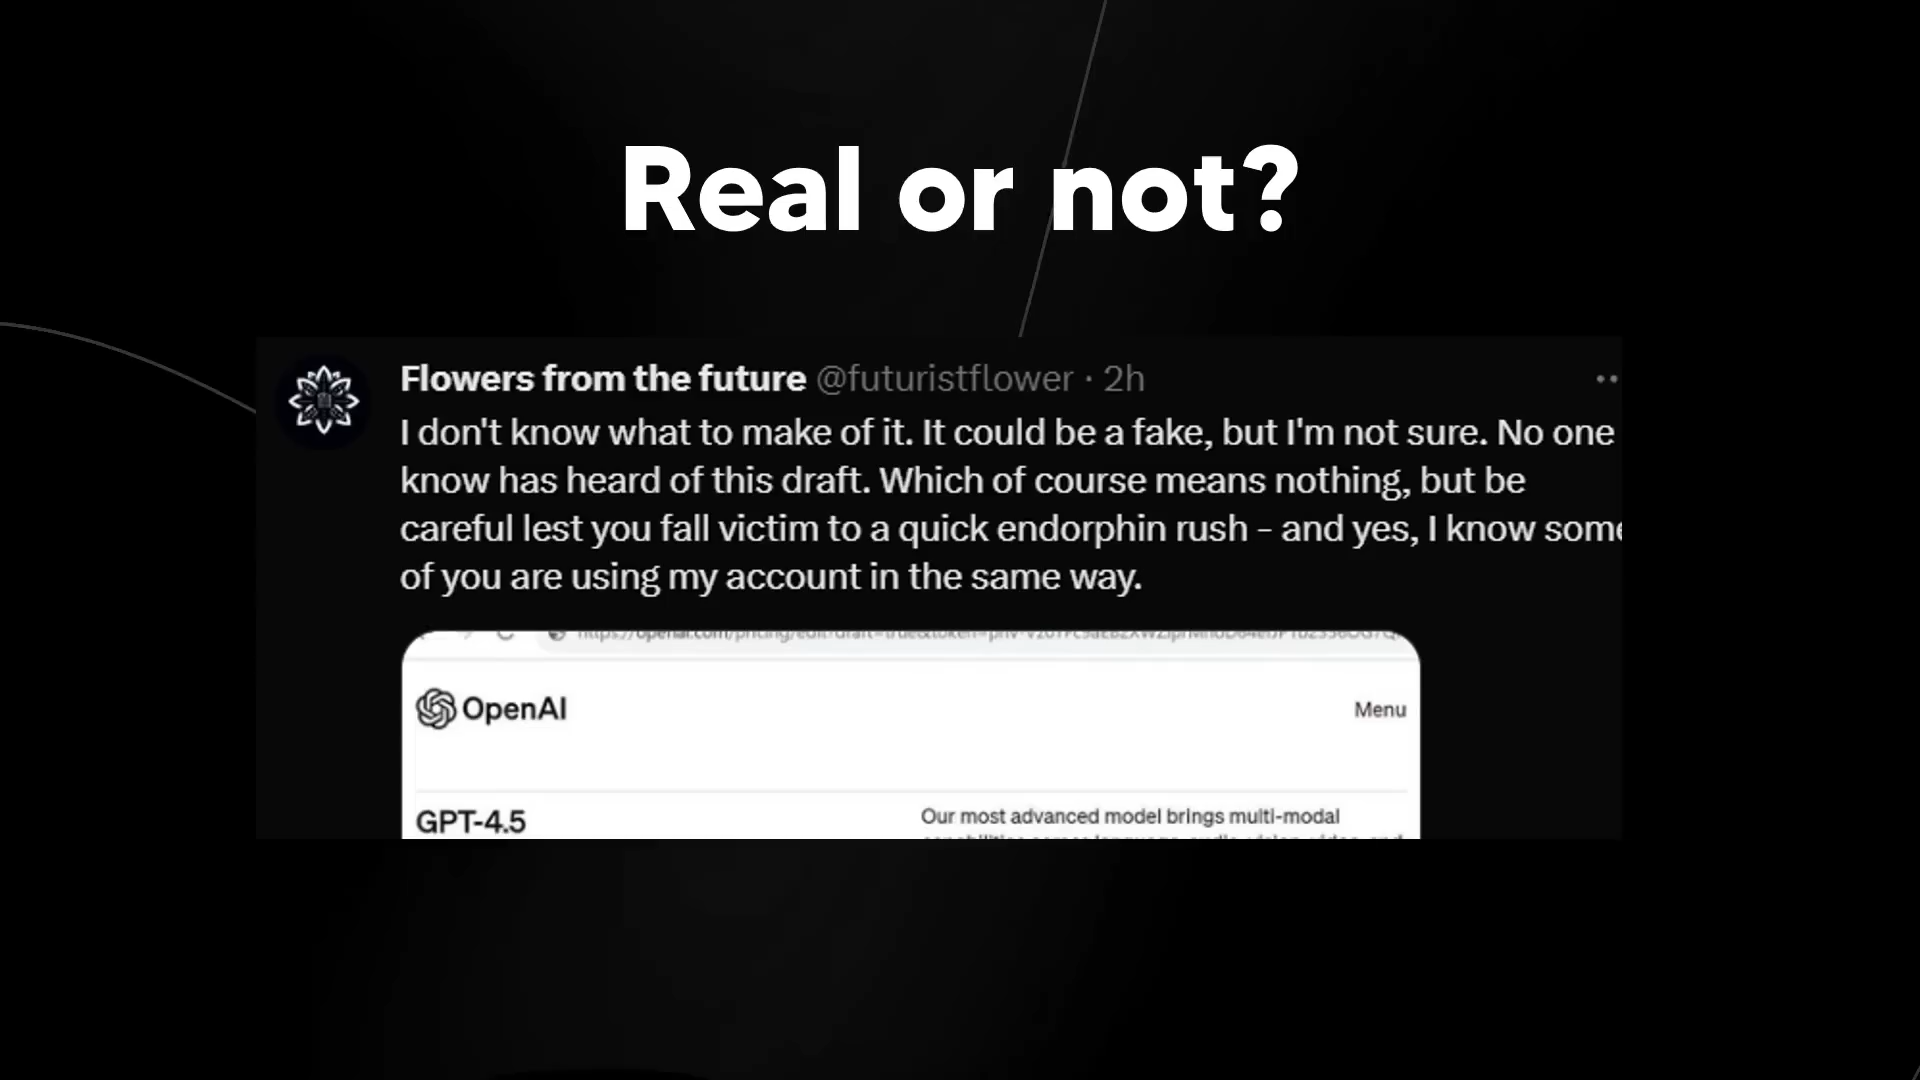 Real or not?
Flowers from the future @futuristflower · 2h
I don't know what to make of it. It could be a fake, but I'm not sure. No one
know has heard of this draft. Which of course means nothing, but be
careful lest you fall victim to a quick endorphin rush – and yes, I know some
of you are using my account in the same way.
OpenAI
Menu
GPT-4.5
Our most advanced model brings multi-modal